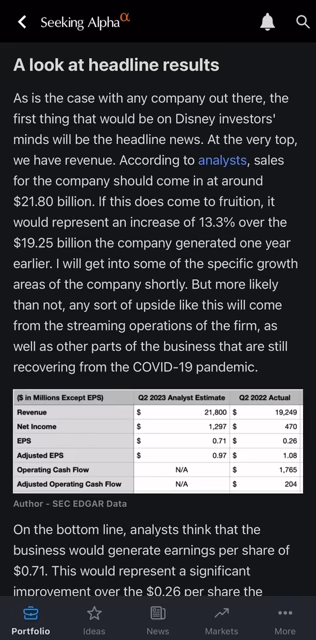 Seeking Alphaα
A look at headline results
As is the case with any company out there, the
first thing that would be on Disney investors'
minds will be the headline news. At the very top,
we have revenue. According to analysts, sales
for the company should come in at around
$21.80 billion. If this does come to fruition, it
would represent an increase of 13.3% over the
$19.25 billion the company generated one year
earlier. I will get into some of the specific growth
areas of the company shortly. But more likely
than not, any sort of upside like this will come
from the streaming operations of the firm, as
well as other parts of the business that are still
recovering from the COVID-19 pandemic.
($ in Millions Except EPS) Q2 2023 Analyst Estimate Q2 2022 Actual
Revenue $ 21,800 $ 19,249
Net Income $ 1,297 $ 470
EPS $ 0.71 $ 0.26
Adjusted EPS $ 0.97 $ 1.08
Operating Cash Flow N/A $ 1,765
Adjusted Operating Cash Flow N/A $ 204
Author - SEC EDGAR Data
On the bottom line, analysts think that the
business would generate earnings per share of
$0.71. This would represent a significant
improvement over the $0.26 per share the
Portfolio Ideas News Markets More